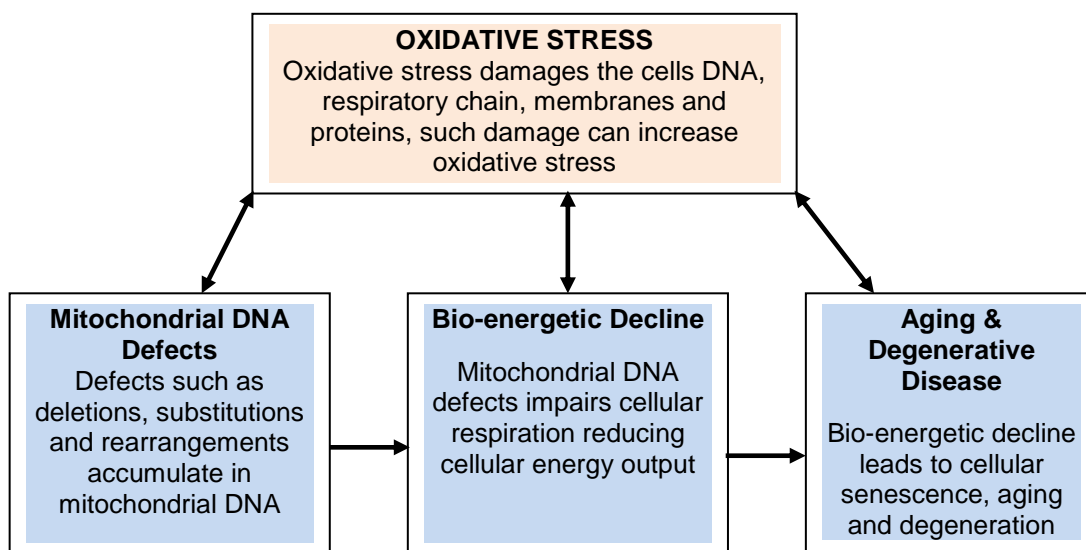 OXIDATIVE STRESS
Oxidative stress damages the cells DNA,
respiratory chain, membranes and
proteins, such damage can increase
oxidative stress
Mitochondrial DNA
Defects
Defects such as
deletions, substitutions
and rearrangements
accumulate in
mitochondrial DNA
Bio-energetic Decline
Mitochondrial DNA
defects impairs cellular
respiration reducing
cellular energy output
Aging &
Degenerative
Disease
Bio-energetic decline
leads to cellular
senescence, aging
and degeneration